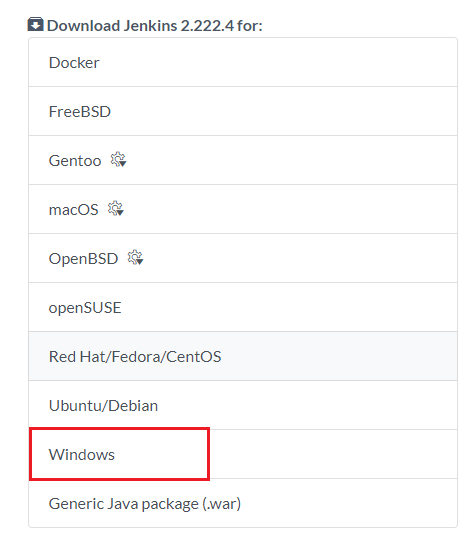 Download Jenkins 2.222.4 for:
Docker
FreeBSD
Gentoo
macOS
OpenBSD
openSUSE
Red Hat/Fedora/CentOS
Ubuntu/Debian
Windows
Generic Java package (.war)